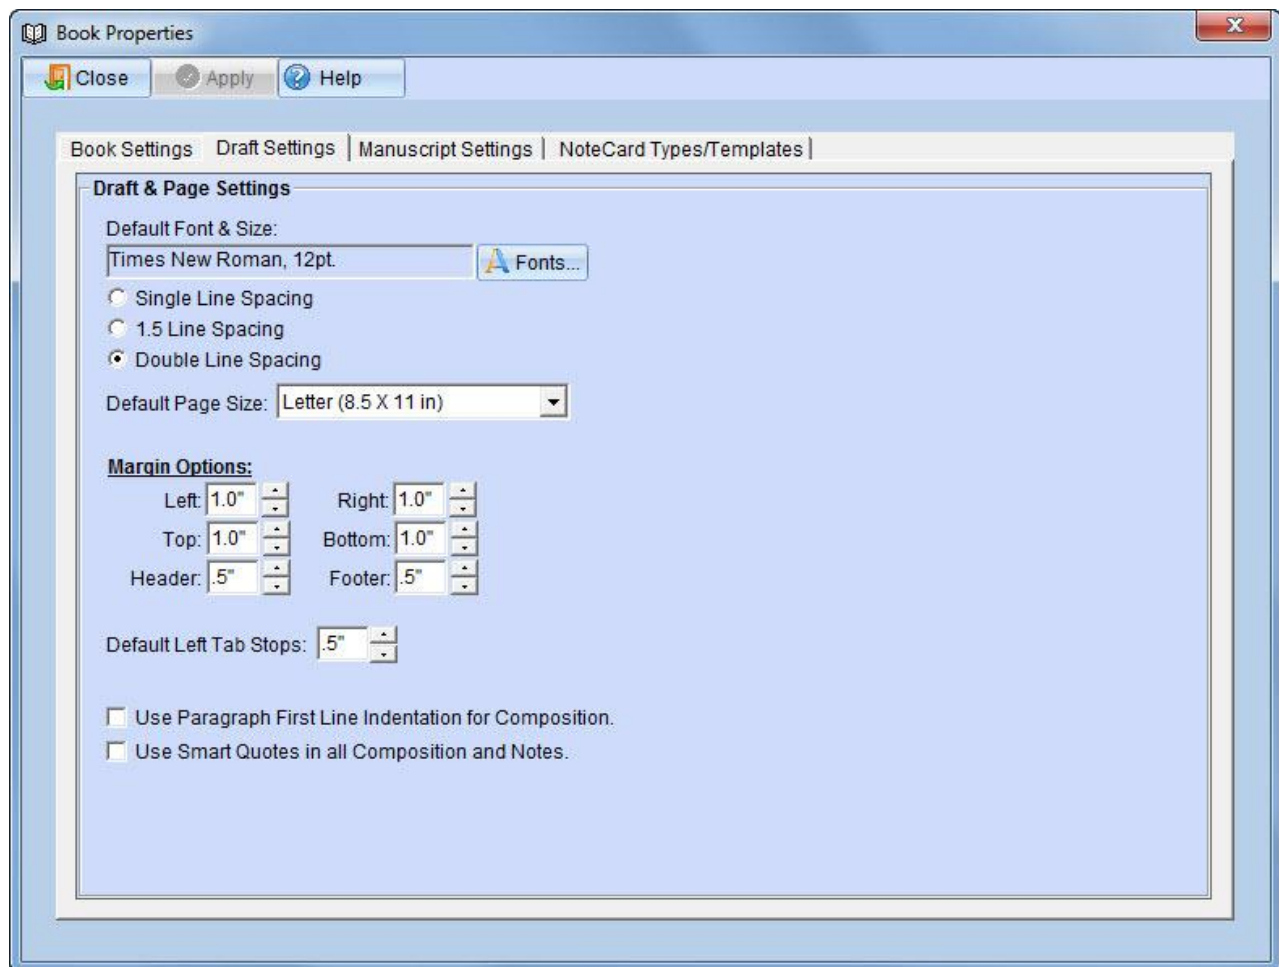 Book Properties
Close Apply Help
Book Settings Draft Settings Manuscript Settings NoteCard Types/Templates
Draft & Page Settings
Default Font & Size:
Times New Roman, 12pt. Fonts...
Single Line Spacing
1.5 Line Spacing
Double Line Spacing
Default Page Size: Letter (8.5 X 11 in)
Margin Options:
Left: 1.0" Right: 1.0"
Top: 1.0" Bottom: 1.0"
Header: .5" Footer: .5"
Default Left Tab Stops: .5"
Use Paragraph First Line Indentation for Composition.
Use Smart Quotes in all Composition and Notes.